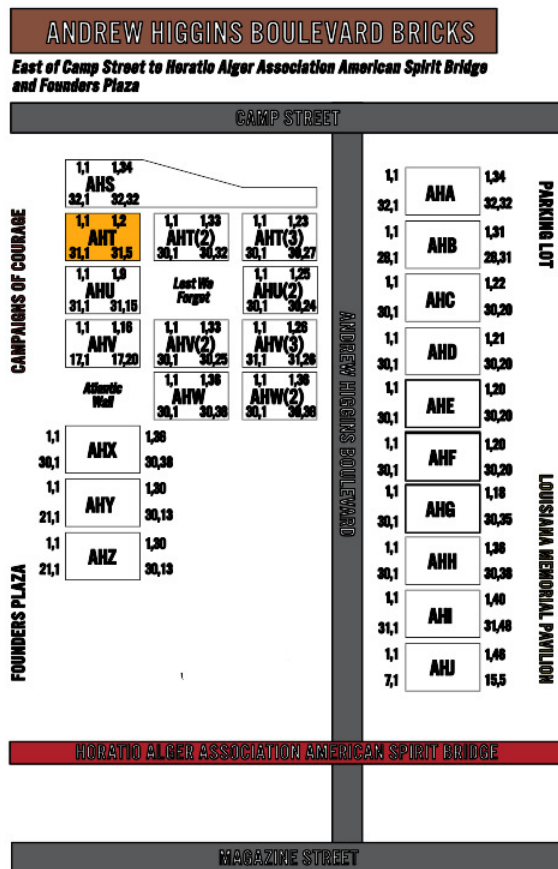 ANDREW HIGGINS BOULEVARD BRICKS
East of Camp Street to Horatio Alger Association American Spirit Bridge
and Founders Plaza
CAMP STREET
1,1 1,34
AHS
32,1 32,32
1,1 1,2
AHT
31,1 31,5
1,1 1,33
AHT(2)
30,1 30,32
1,1 1,23
AHT(3)
30,1 30,27
1,1 1,9
AHU
31,1 31,15
Lest We
Forget
1,1 1,25
AHU(2)
30,1 30,24
1,1 1,16
AHV
17,1 17,20
1,1 1,33
AHV(2)
30,1 30,25
1,1 1,26
AHV(3)
31,1 31,26
Atlantic
Wall
1,1 1,36
AHW
30,1 30,38
1,1 1,36
AHW(2)
30,1 30,38
1,1 1,36
AHX
30,1 30,38
1,1 1,30
AHY
21,1 30,13
1,1 1,30
AHZ
21,1 30,13
CAMPAIGNS OF COURAGE
FOUNDERS PLAZA
ANDREW HIGGINS BOULEVARD
1,1 1,34
AHA
32,1 32,32
1,1 1,31
AHB
28,1 28,31
1,1 1,22
AHC
30,1 30,20
1,1 1,21
AHD
30,1 30,20
1,1 1,20
AHE
30,1 30,20
1,1 1,20
AHF
30,1 30,20
1,1 1,18
AHG
30,1 30,35
1,1 1,36
AHH
30,1 30,38
1,1 1,40
AHI
31,1 31,48
1,1 1,46
AHJ
7,1 15,5
PARKING LOT
LOUISIANA MEMORIAL PAVILION
HORATIO ALGER ASSOCIATION AMERICAN SPIRIT BRIDGE
MAGAZINE STREET